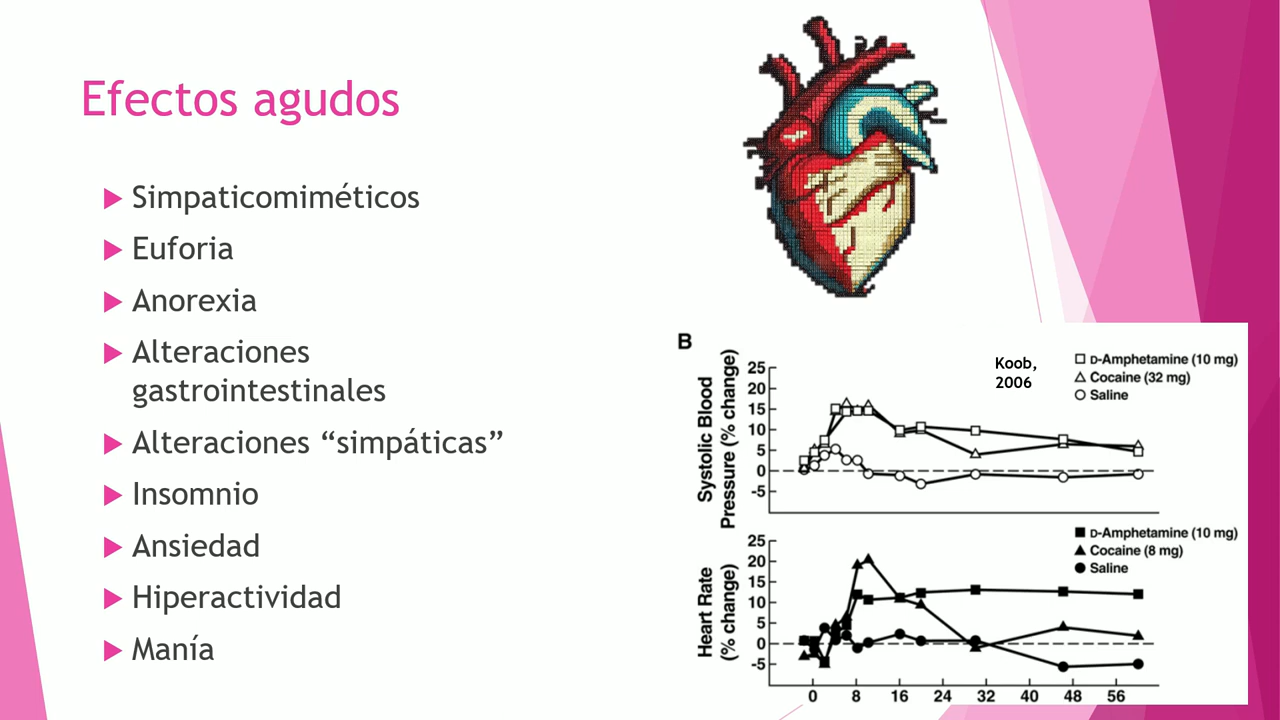 Efectos agudos
Simpaticomiméticos
Euforia
Anorexia
Alteraciones
gastrointestinales
Alteraciones “simpáticas”
Insomnio
Ansiedad
Hiperactividad
Manía
B
Koob,
2006
Systolic Blood
Pressure (% change)
25
20
15
10
5
0
-5
D-Amphetamine (10 mg)
Cocaine (32 mg)
Saline
Heart Rate
(% change)
25
20
15
10
5
0
-5
D-Amphetamine (10 mg)
Cocaine (8 mg)
Saline
0 8 16 24 32 40 48 56